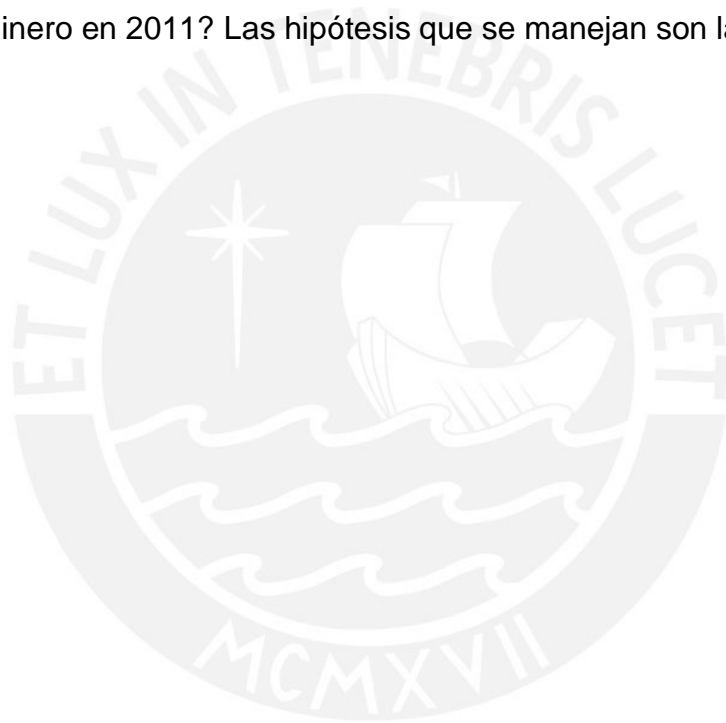 inero en 2011? Las hipótesis que se manejan son la
ET LUX IN TENEBRIS LUCET
MCMXVII